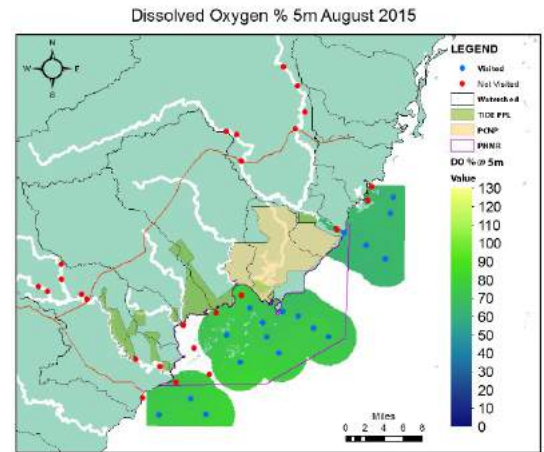 Dissolved Oxygen % 5m August 2015
N
W E
S
LEGEND
Visited
Not Visited
Watershed
TIDE PPL
PCNP
PHMR
DO % @ 5m
Value
130
120
110
100
90
80
70
60
50
40
30
20
10
0
Miles
0 2 4 6 8